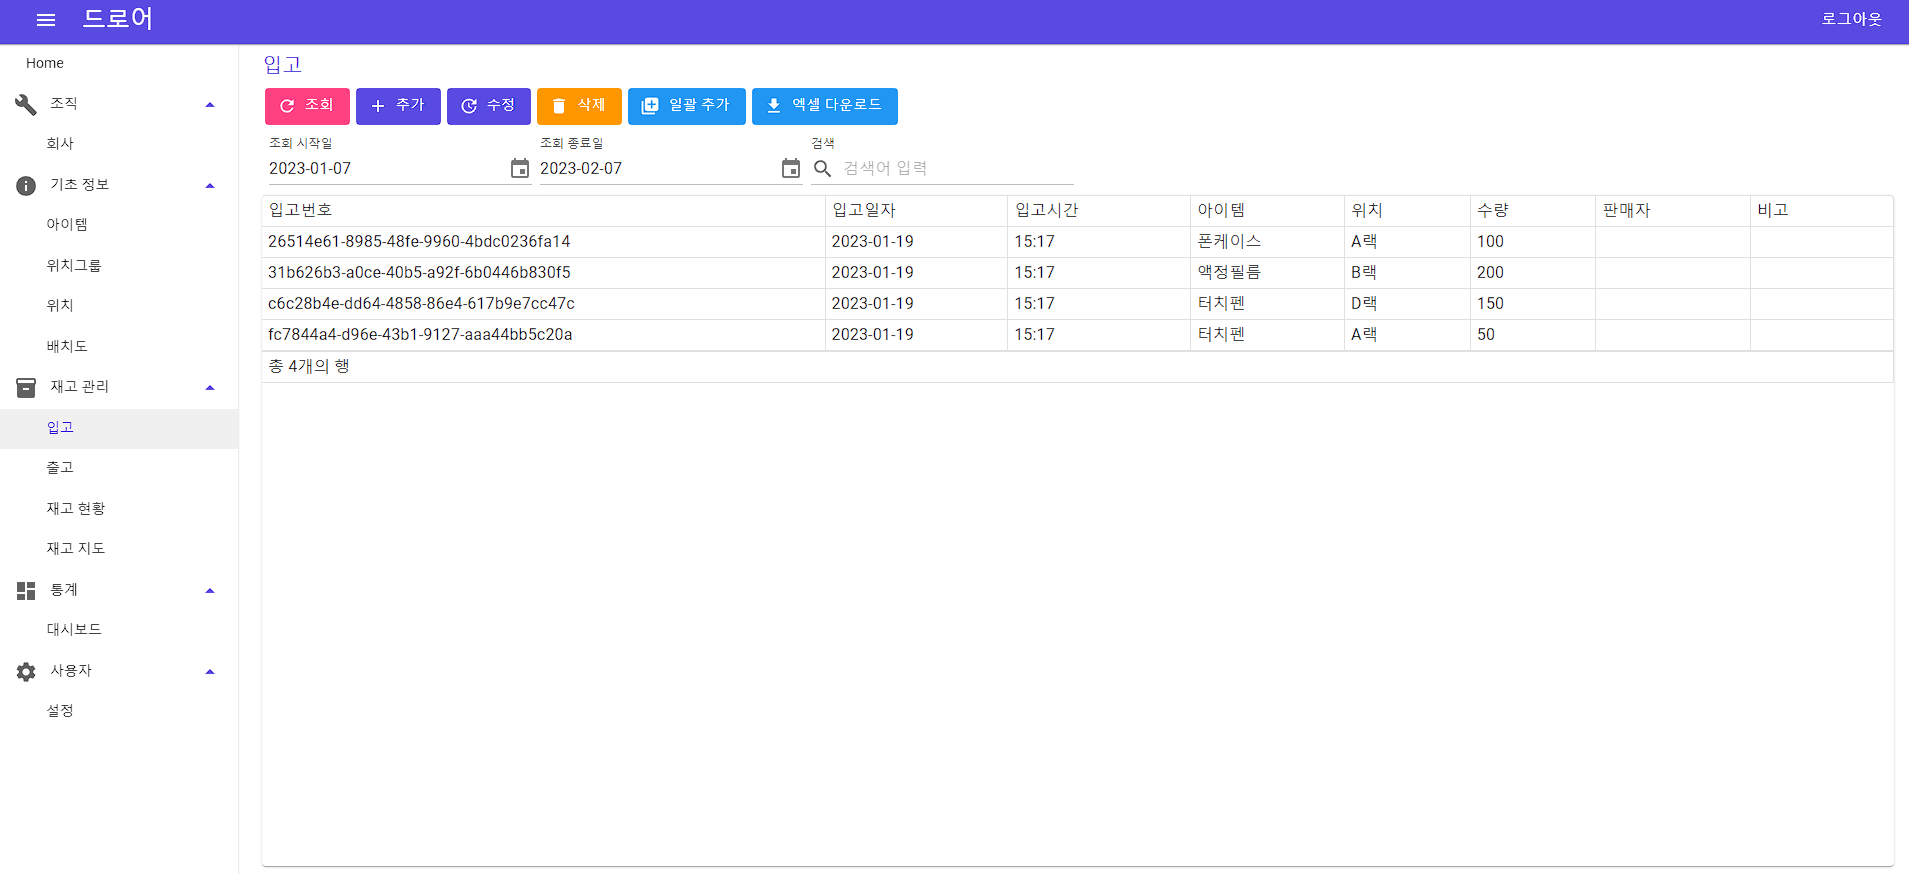 드로어
로그아웃
Home
조직
회사
기초 정보
아이템
위치그룹
위치
배치도
재고 관리
입고
출고
재고 현황
재고 지도
통계
대시보드
사용자
설정
입고
조회 추가 수정 삭제 일괄 추가 엑셀 다운로드
조회 시작일 조회 종료일 검색
2023-01-07 2023-02-07 검색어 입력
입고번호 입고일자 입고시간 아이템 위치 수량 판매자 비고
26514e61-8985-48fe-9960-4bdc0236fa14 2023-01-19 15:17 폰케이스 A랙 100
31b626b3-a0ce-40b5-a92f-6b0446b830f5 2023-01-19 15:17 액정필름 B랙 200
c6c28b4e-dd64-4858-86e4-617b9e7cc47c 2023-01-19 15:17 터치펜 D랙 150
fc7844a4-d96e-43b1-9127-aaa44bb5c20a 2023-01-19 15:17 터치펜 A랙 50
총 4개의 행